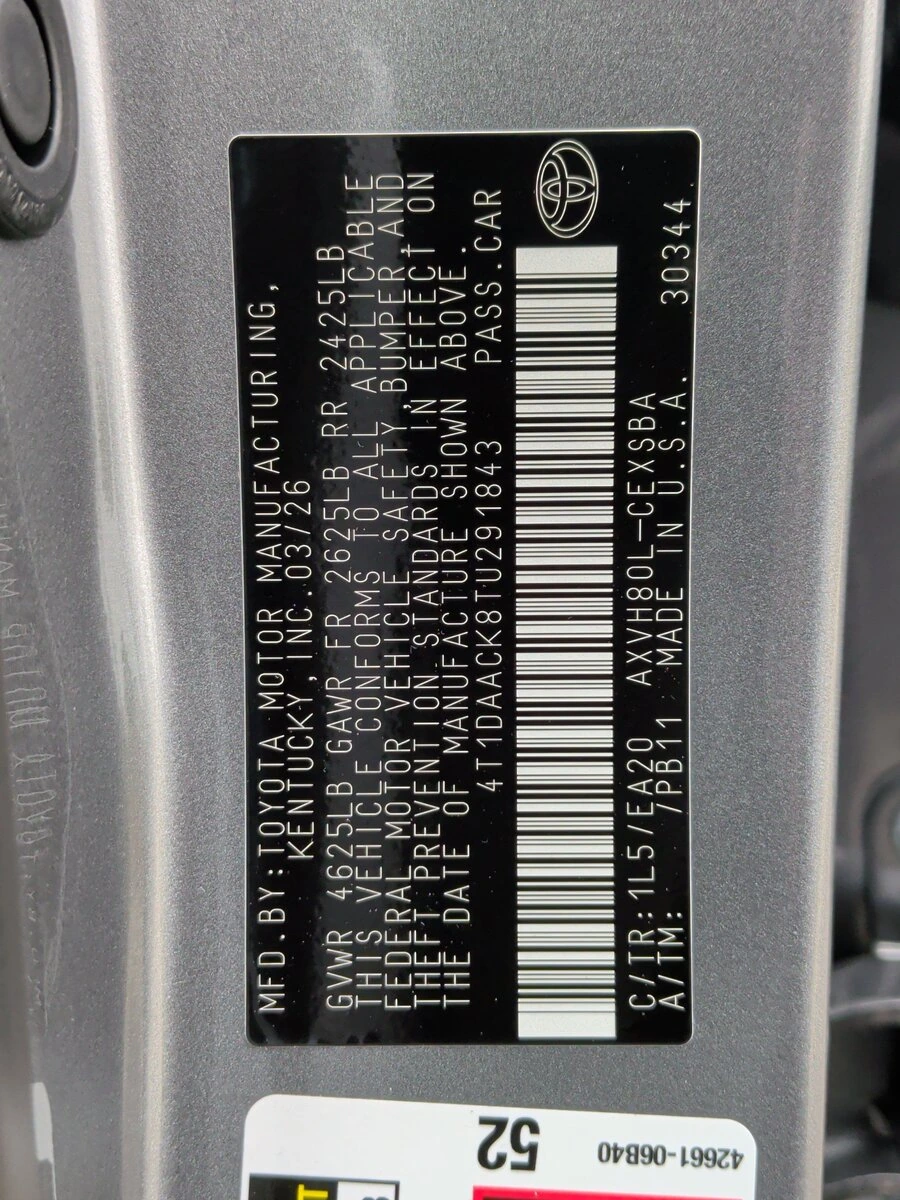 MFD.BY:TOYOTA MOTOR MANUFACTURING,
KENTUCKY,INC.03/26
GVWR 4625LB GAWR FR 2625LB RR 2425LB
THIS VEHICLE CONFORMS TO ALL APPLICABLE
FEDERAL MOTOR VEHICLE SAFETY, BUMPER, AND
THEFT PREVENTION STANDARDS IN EFFECT ON
THE DATE OF MANUFACTURE SHOWN ABOVE.
4T1DAACK8TU291843 PASS.CAR
C/TR:1L5/EA20 AXVH80L-CEXSBA
A/TM: /PB11 MADE IN U.S.A. 30344
52
42661-06B40